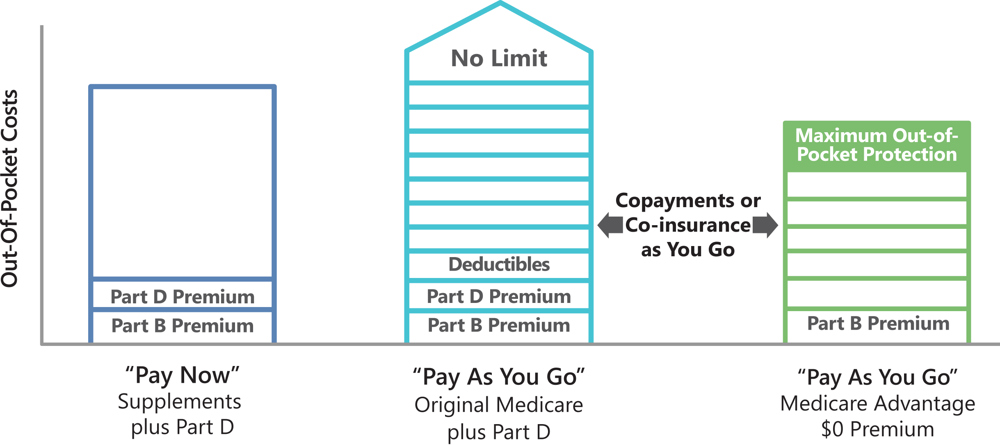 Out-Of-Pocket Costs
Part D Premium
Part B Premium
“Pay Now”
Supplements
plus Part D
No Limit
Deductibles
Part D Premium
Part B Premium
“Pay As You Go”
Original Medicare
plus Part D
Copayments or
Co-insurance
as You Go
Maximum Out-of-
Pocket Protection
Part B Premium
“Pay As You Go”
Medicare Advantage
$0 Premium